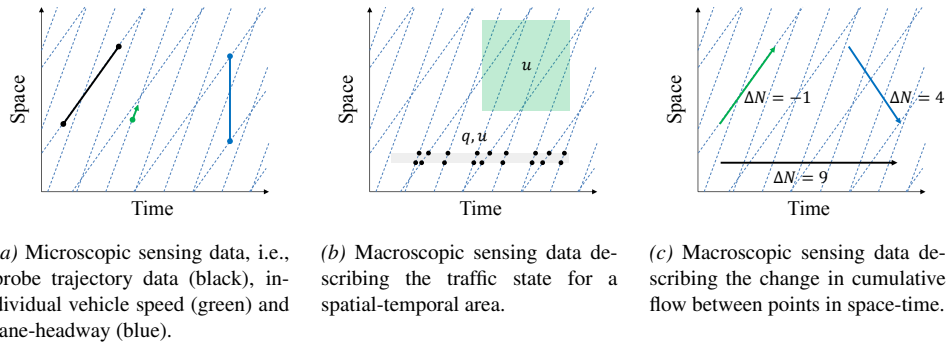 Space
Time
Space
u
q, u
Time
Space
ΔN = −1
ΔN = 4
ΔN = 9
Time
a) Microscopic sensing data, i.e.,
probe trajectory data (black), in-
dividual vehicle speed (green) and
ane-headway (blue).
(b) Macroscopic sensing data de-
scribing the traffic state for a
spatial-temporal area.
(c) Macroscopic sensing data de-
scribing the change in cumulative
flow between points in space-time.